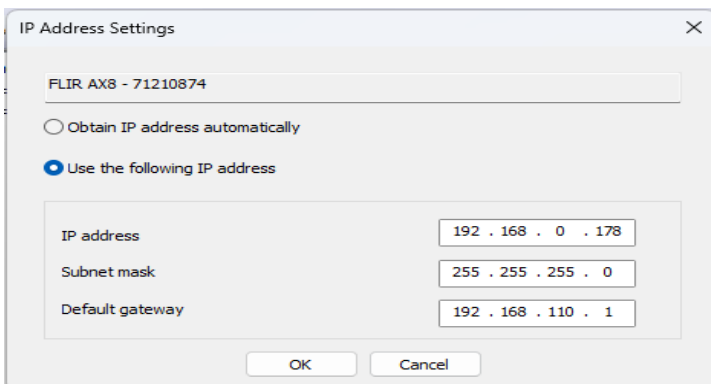 IP Address Settings
FLIR AX8 - 71210874
Obtain IP address automatically
Use the following IP address
IP address 192 . 168 . 0 . 178
Subnet mask 255 . 255 . 255 . 0
Default gateway 192 . 168 . 110 . 1
OK Cancel